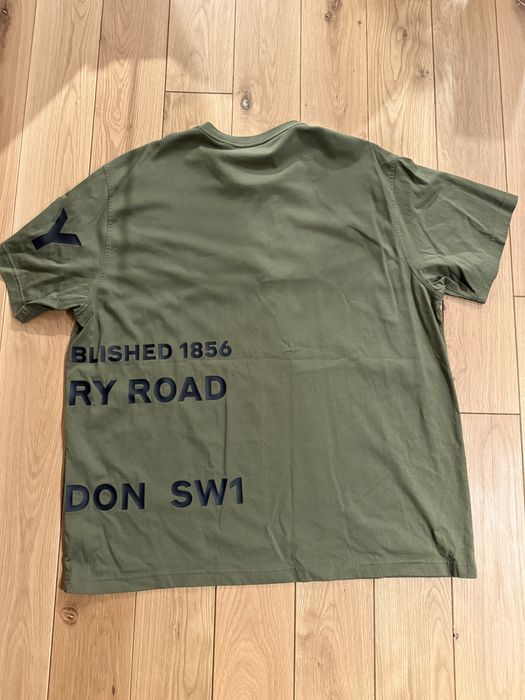 Y
BLISHED 1856
RY ROAD
DON SW1